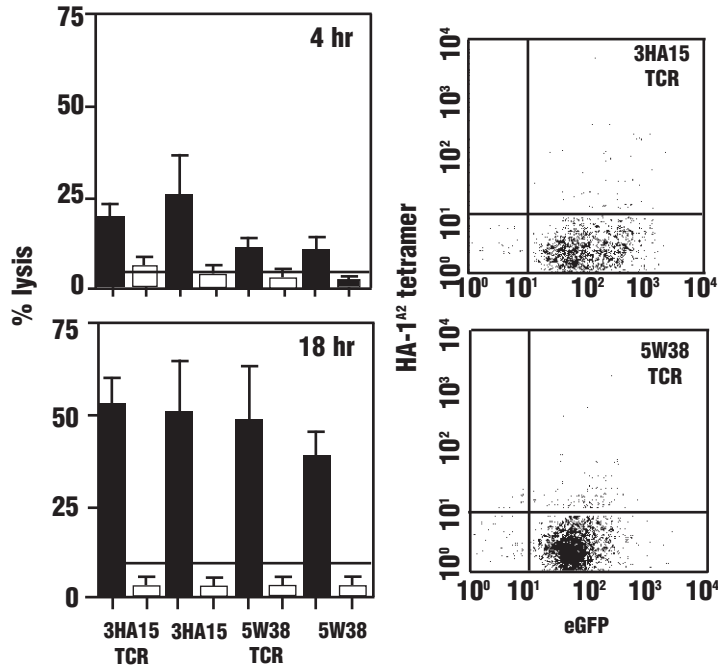 75
50
25
0
4 hr
% lysis
75
50
25
0
18 hr
3HA15
TCR
3HA15
5W38
TCR
5W38
HA-1ᴬ² tetramer
10⁴
10³
10²
10¹
10⁰
3HA15
TCR
10⁰ 10¹ 10² 10³ 10⁴
10⁴
10³
10²
10¹
10⁰
5W38
TCR
10⁰ 10¹ 10² 10³ 10⁴
eGFP